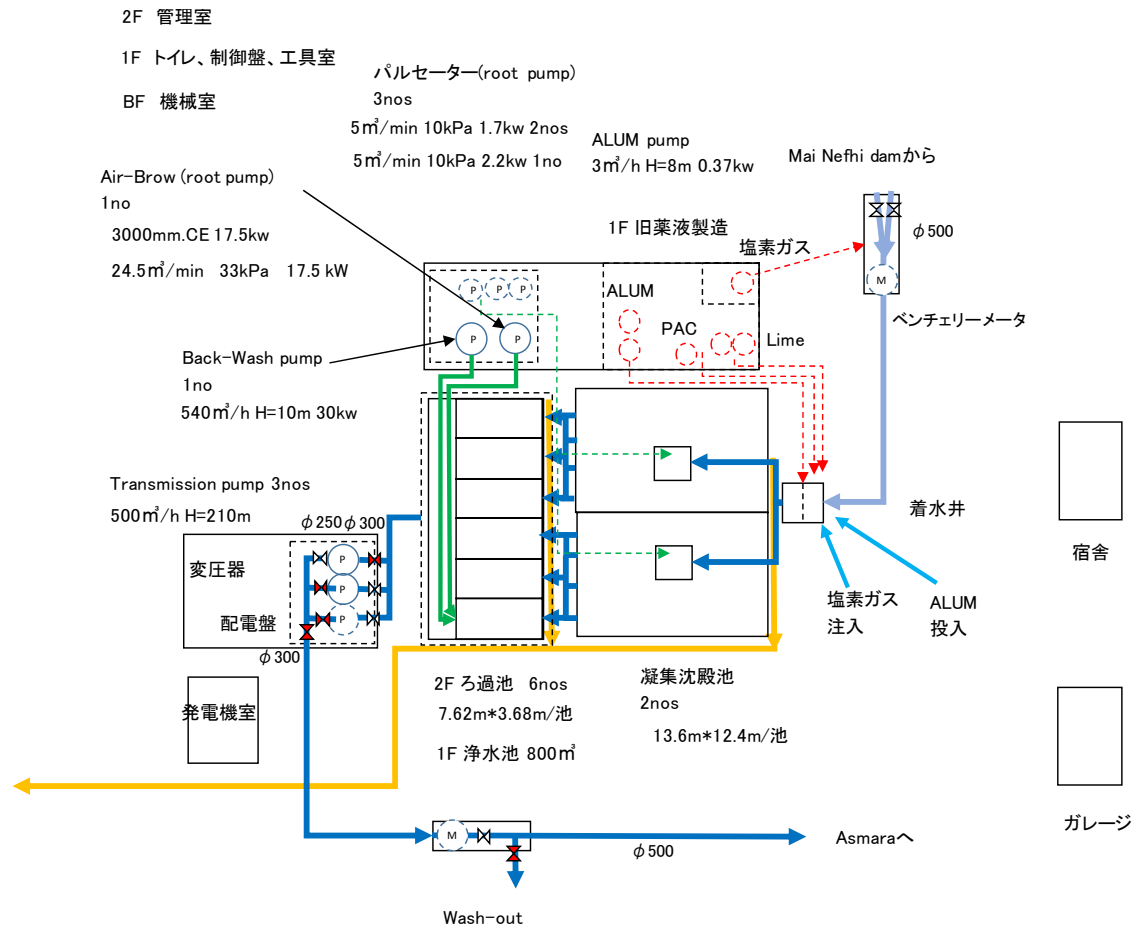 2F 管理室
1F トイレ、制御盤、工具室
BF 機械室
パルセーター(root pump)
3nos
5㎥/min 10kPa 1.7kw 2nos
5㎥/min 10kPa 2.2kw 1no
ALUM pump
3㎥/h H=8m 0.37kw
Mai Nefhi damから
Air-Brow (root pump)
1no
3000mm.CE 17.5kw
24.5㎥/min 33kPa 17.5 kW
1F 旧薬液製造
塩素ガス
φ500
P
P
P
M
ALUM
PAC
Lime
ベンチェリーメータ
P
P
Back-Wash pump
1no
540㎥/h H=10m 30kw
Transmission pump 3nos
500㎥/h H=210m
φ250
φ300
着水井
宿舎
変圧器
配電盤
P
P
P
φ300
塩素ガス
注入
ALUM
投入
発電機室
2F ろ過池 6nos
7.62m*3.68m/池
1F 浄水池 800㎥
凝集沈殿池
2nos
13.6m*12.4m/池
ガレージ
M
φ500
Asmaraへ
Wash-out